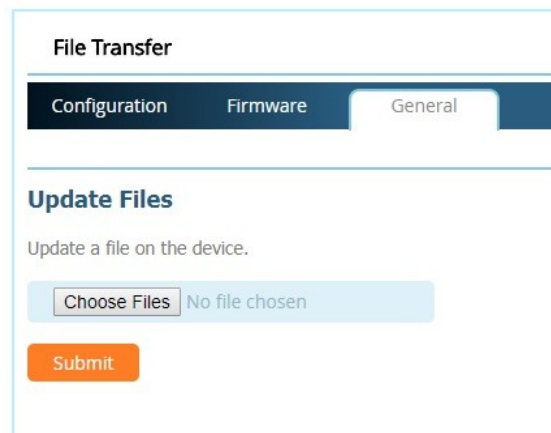 File Transfer
Configuration Firmware General
Update Files
Update a file on the device.
Choose Files No file chosen
Submit